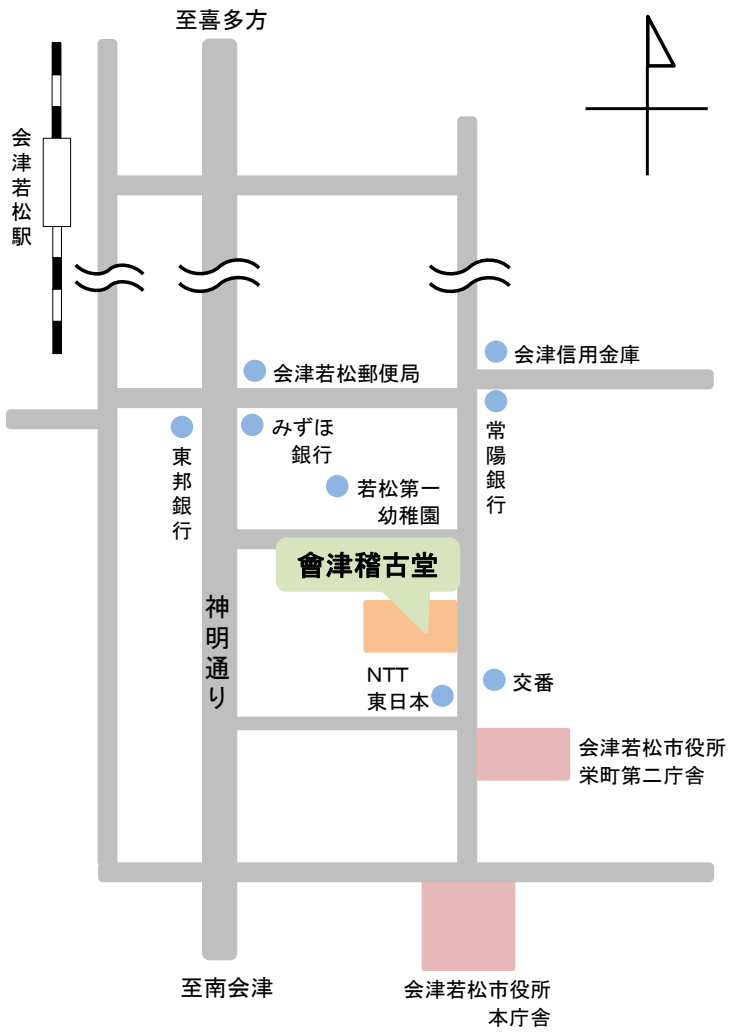 至喜多方
会津若松駅
会津信用金庫
会津若松郵便局
みずほ
銀行
東邦銀行
常陽銀行
若松第一
幼稚園
會津稽古堂
神明通り
NTT
東日本
交番
会津若松市役所
栄町第二庁舎
至南会津
会津若松市役所
本庁舎